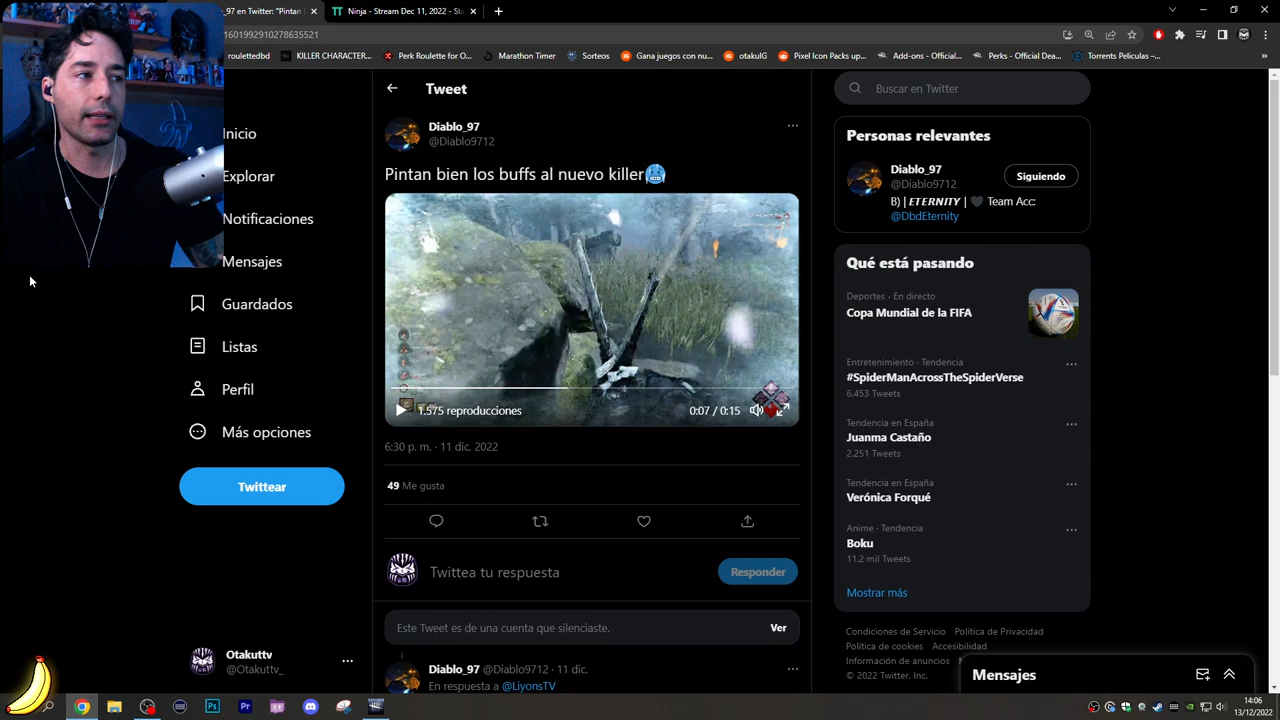 _97 en Twitter: "Pintan
Ninja - Stream Dec 11, 2022 - Sta
1601992910278635521
roulettedbd
KILLER CHARACTER...
Perk Roulette for O...
Marathon Timer
Sorteos
Gana juegos con nu...
otakulG
Pixel Icon Packs up...
Add-ons - Official...
Perks - Official Dea...
Torrents Peliculas -...
Inicio
Explorar
Notificaciones
Mensajes
Guardados
Listas
Perfil
Más opciones
Twittear
Otakuttv
@Otakuttv_
Tweet
Diablo_97
@Diablo9712
Pintan bien los buffs al nuevo killer🥶
1.575 reproducciones
0:07 / 0:15
6:30 p. m. · 11 dic. 2022
49 Me gusta
Twittea tu respuesta
Responder
Este Tweet es de una cuenta que silenciaste.
Ver
Diablo_97 @Diablo9712 · 11 dic.
En respuesta a @LiyonsTV
Buscar en Twitter
Personas relevantes
Diablo_97
@Diablo9712
Siguiendo
B) | ETERNITY | 🖤 Team Acc:
@DbdEternity
Qué está pasando
Deportes · En directo
Copa Mundial de la FIFA
Entretenimiento · Tendencia
#SpiderManAcrossTheSpiderVerse
6.453 Tweets
Tendencia en España
Juanma Castaño
2.251 Tweets
Tendencia en España
Verónica Forqué
Anime · Tendencia
Boku
11,2 mil Tweets
Mostrar más
Condiciones de Servicio Política de Privacidad
Política de cookies Accesibilidad
Información de anuncios
© 2022 Twitter, Inc.
Mensajes
14:06
13/12/2022